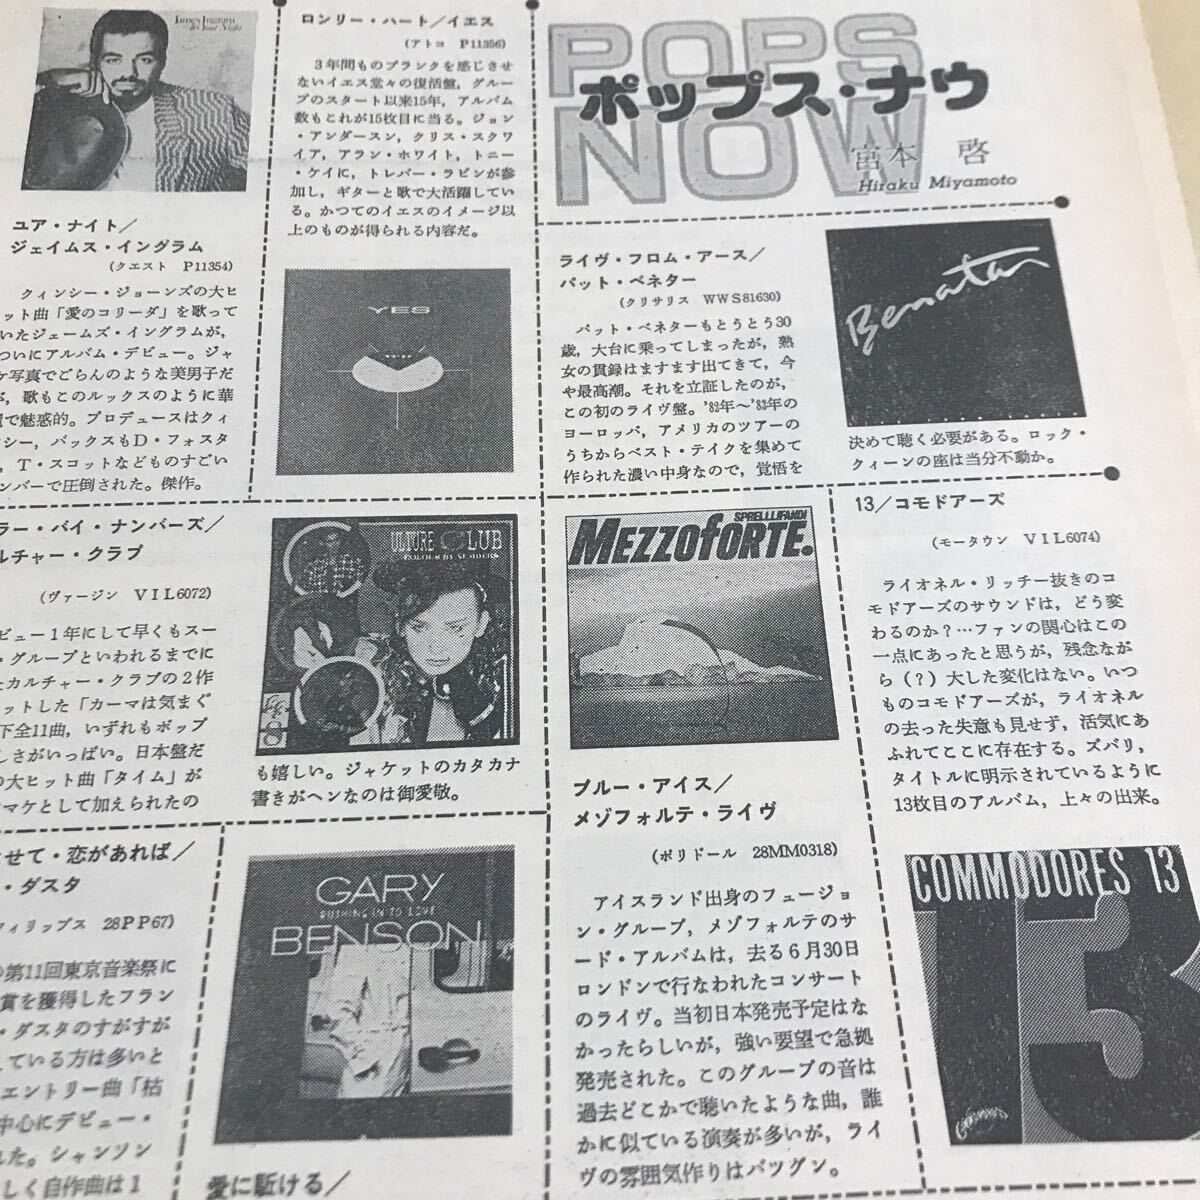 POPS
NOW
ポップス・ナウ
宮本 啓
Hiraku Miyamoto
James Ingram
It's Your Night
ユア・ナイト/
ジェイムス・イングラム
(クエスト P11354)
クィンシー・ジョーンズの大ヒ
ット曲「愛のコリーダ」を歌って
いたジェームズ・イングラムが,
ついにアルバム・デビュー。ジャ
ケ写真でごらんのような美男子だ
が, 歌もこのルックスのように華
で魅惑的。プロデュースはクィ
シー, バックスもD・フォスタ
, T・スコットなどものすごい
ンバーで圧倒された。傑作。
ロンリー・ハート/イエス
(アトコ P11356)
3年間ものブランクを感じさせ
ないイエス堂々の復活盤, グルー
プのスタート以来15年, アルバム
数もこれが15枚目に当る。ジョン
・アンダースン, クリス・スクワ
イア, アラン・ホワイト, トニー
・ケイに, トレバー・ラビンが参
加し, ギターと歌で大活躍してい
る。かつてのイエスのイメージ以
上のものが得られる内容だ。
YES
ライヴ・フロム・アース/
パット・ベネター
(クリサリス WWS81630)
パット・ベネターもとうとう30
歳, 大台に乗ってしまったが, 熟
女の貫録はますます出てきて, 今
や最高潮。それを立証したのが,
この初のライヴ盤。'82年〜'83年の
ヨーロッパ, アメリカのツアーの
うちからベスト・テイクを集めて
作られた濃い中身なので, 覚悟を
Benatar
決めて聴く必要がある。ロック・
クィーンの座は当分不動か。
ラー・バイ・ナンバーズ/
ルチャー・クラブ
(ヴァージン VIL6072)
ビュー1年にして早くもスー
・グループといわれるまでに
たカルチャー・クラブの2作
ットした「カーマは気まぐ
下全11曲, いずれもポップ
しさがいっぱい。日本盤だ
の大ヒット曲「タイム」が
マケとして加えられたの
ULTURE CLUB
COLOUR BY NUMBERS
も嬉しい。ジャケットのカタカナ
書きがヘンなのは御愛敬。
SPRELLLIFANDI
MEZZOFORTE.
ブルー・アイス/
メゾフォルテ・ライヴ
(ポリドール 28MM0318)
アイスランド出身のフュージョ
ン・グループ, メゾフォルテのサ
ード・アルバムは, 去る6月30日
ロンドンで行なわれたコンサート
のライヴ。当初日本発売予定はな
かったらしいが, 強い要望で急拠
発売された。このグループの音は
過去どこかで聴いたような曲, 誰
かに似ている演奏が多いが, ライ
ヴの雰囲気作りはバツグン。
13/コモドアーズ
(モータウン VIL6074)
ライオネル・リッチー抜きのコ
モドアーズのサウンドは, どう変
わるのか?…ファンの関心はこの
一点にあったと思うが, 残念なが
ら(?)大した変化はない。いつ
ものコモドアーズが, ライオネル
の去った失意も見せず, 活気にあ
ふれてここに存在する。ズバリ,
タイトルに明示されているように
13枚目のアルバム, 上々の出来。
COMMODORES 13
13
せて・恋があれば/
・ダスタ
フィリップス 28PP67)
の第11回東京音楽祭に
賞を獲得したフラン
・ダスタのすがすが
している方は多いと
エントリー曲「枯
中心にデビュー・
れた。シャンソン
しく自作曲は1
GARY
RUSHING IN TO LOVE
BENSON
愛に駈ける/